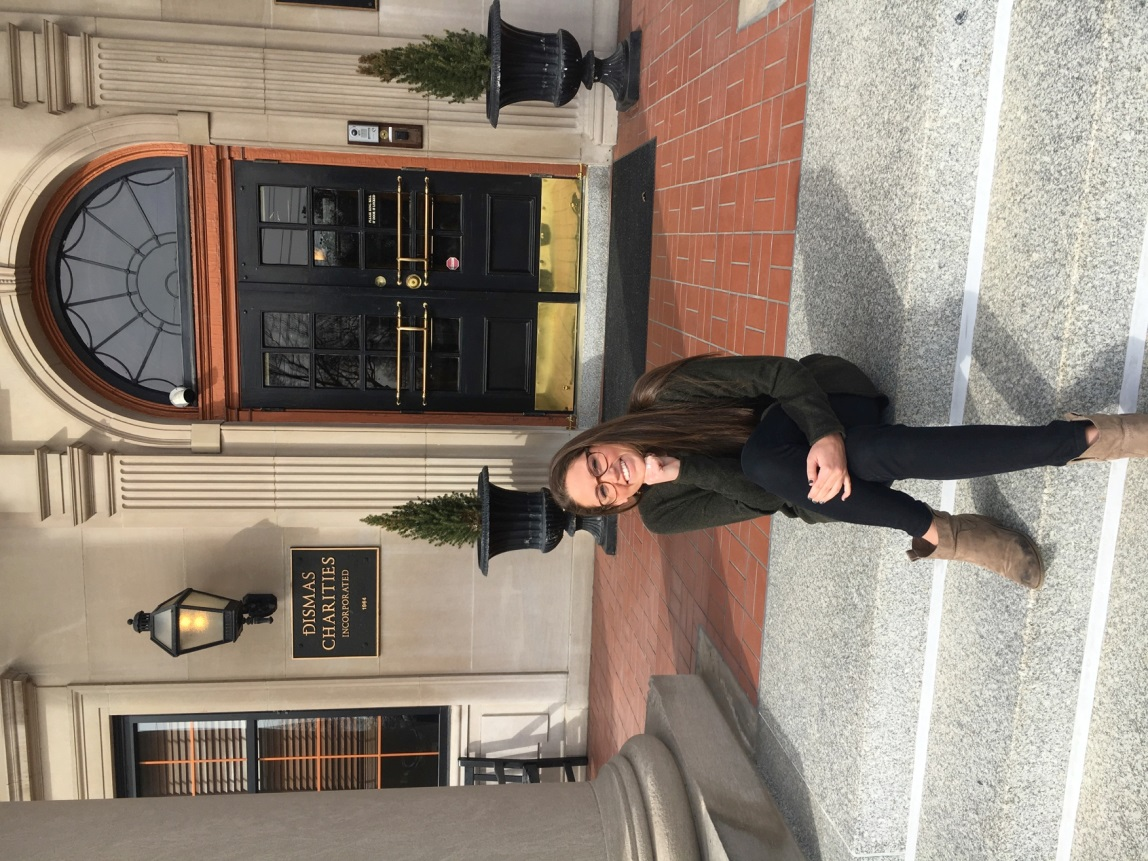 DISMAS
CHARITIES
INCORPORATED
1964